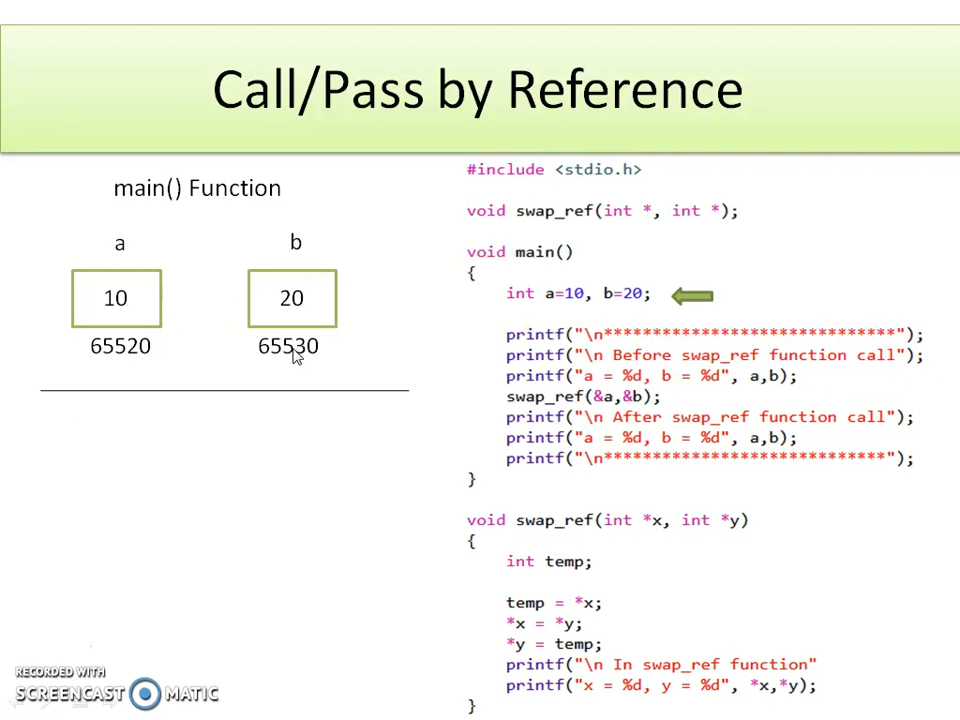 Call/Pass by Reference
main() Function
a b
10 20
65520 65530
#include <stdio.h>
void swap_ref(int *, int *);
void main()
{
int a=10, b=20;
printf("\n******************************");
printf("\n Before swap_ref function call");
printf("a = %d, b = %d", a,b);
swap_ref(&a,&b);
printf("\n After swap_ref function call");
printf("a = %d, b = %d", a,b);
printf("\n*****************************");
}
void swap_ref(int *x, int *y)
{
int temp;
temp = *x;
*x = *y;
*y = temp;
printf("\n In swap_ref function"
printf("x = %d, y = %d", *x,*y);
}
RECORDED WITH
SCREENCAST MATIC